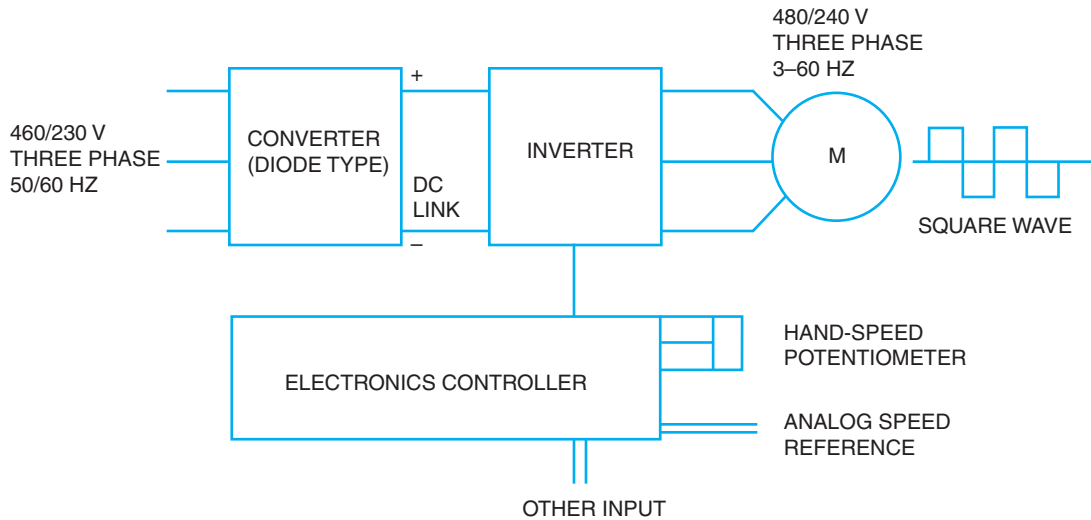 480/240 V
THREE PHASE
3–60 HZ
460/230 V
THREE PHASE
50/60 HZ
CONVERTER
(DIODE TYPE)
+
DC
LINK
–
INVERTER
M
SQUARE WAVE
ELECTRONICS CONTROLLER
HAND-SPEED
POTENTIOMETER
ANALOG SPEED
REFERENCE
OTHER INPUT